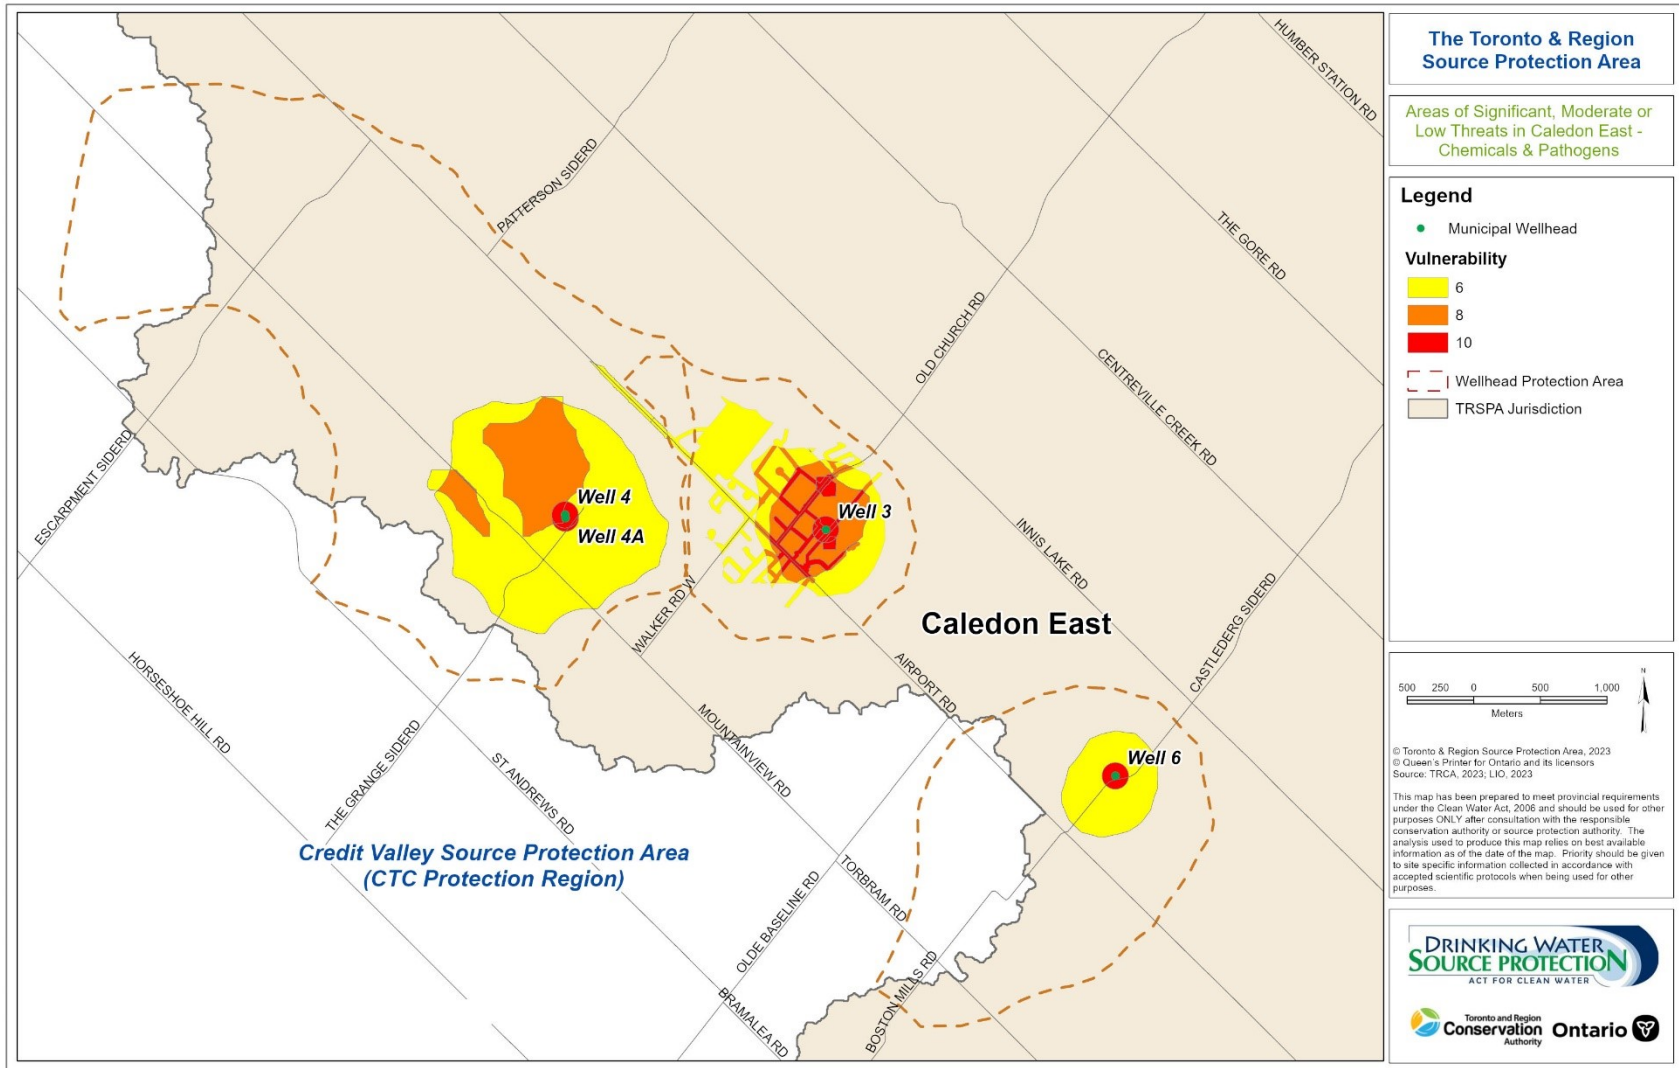 HUMBER STATION RD
PATTERSON SIDERD
THE GORE RD
OLD CHURCH RD
CENTREVILLE CREEK RD
ESCARPMENT SIDERD
Well 4
Well 4A
Well 3
INNIS LAKE RD
WALKER RD W
Caledon East
CASTLEDERG SIDERD
AIRPORT RD
HORSESHOE HILL RD
THE GRANGE SIDERD
ST ANDREWS RD
MOUNTAINVIEW RD
Well 6
Credit Valley Source Protection Area
(CTC Protection Region)
OLDE BASELINE RD
TORBRAM RD
BRAMALEA RD
BOSTON MILLS RD
The Toronto & Region
Source Protection Area
Areas of Significant, Moderate or
Low Threats in Caledon East -
Chemicals & Pathogens
Legend
Municipal Wellhead
Vulnerability
6
8
10
Wellhead Protection Area
TRSPA Jurisdiction
500 250 0 500 1,000
Meters
N
© Toronto & Region Source Protection Area, 2023
© Queen's Printer for Ontario and its licensors
Source: TRCA, 2023; LIO, 2023
This map has been prepared to meet provincial requirements
under the Clean Water Act, 2006 and should be used for other
purposes ONLY after consultation with the responsible
conservation authority or source protection authority. The
analysis used to produce this map relies on best available
information as of the date of the map. Priority should be given
to site specific information collected in accordance with
accepted scientific protocols when being used for other
purposes.
DRINKING WATER
SOURCE PROTECTION
ACT FOR CLEAN WATER
Toronto and Region
Conservation
Authority
Ontario